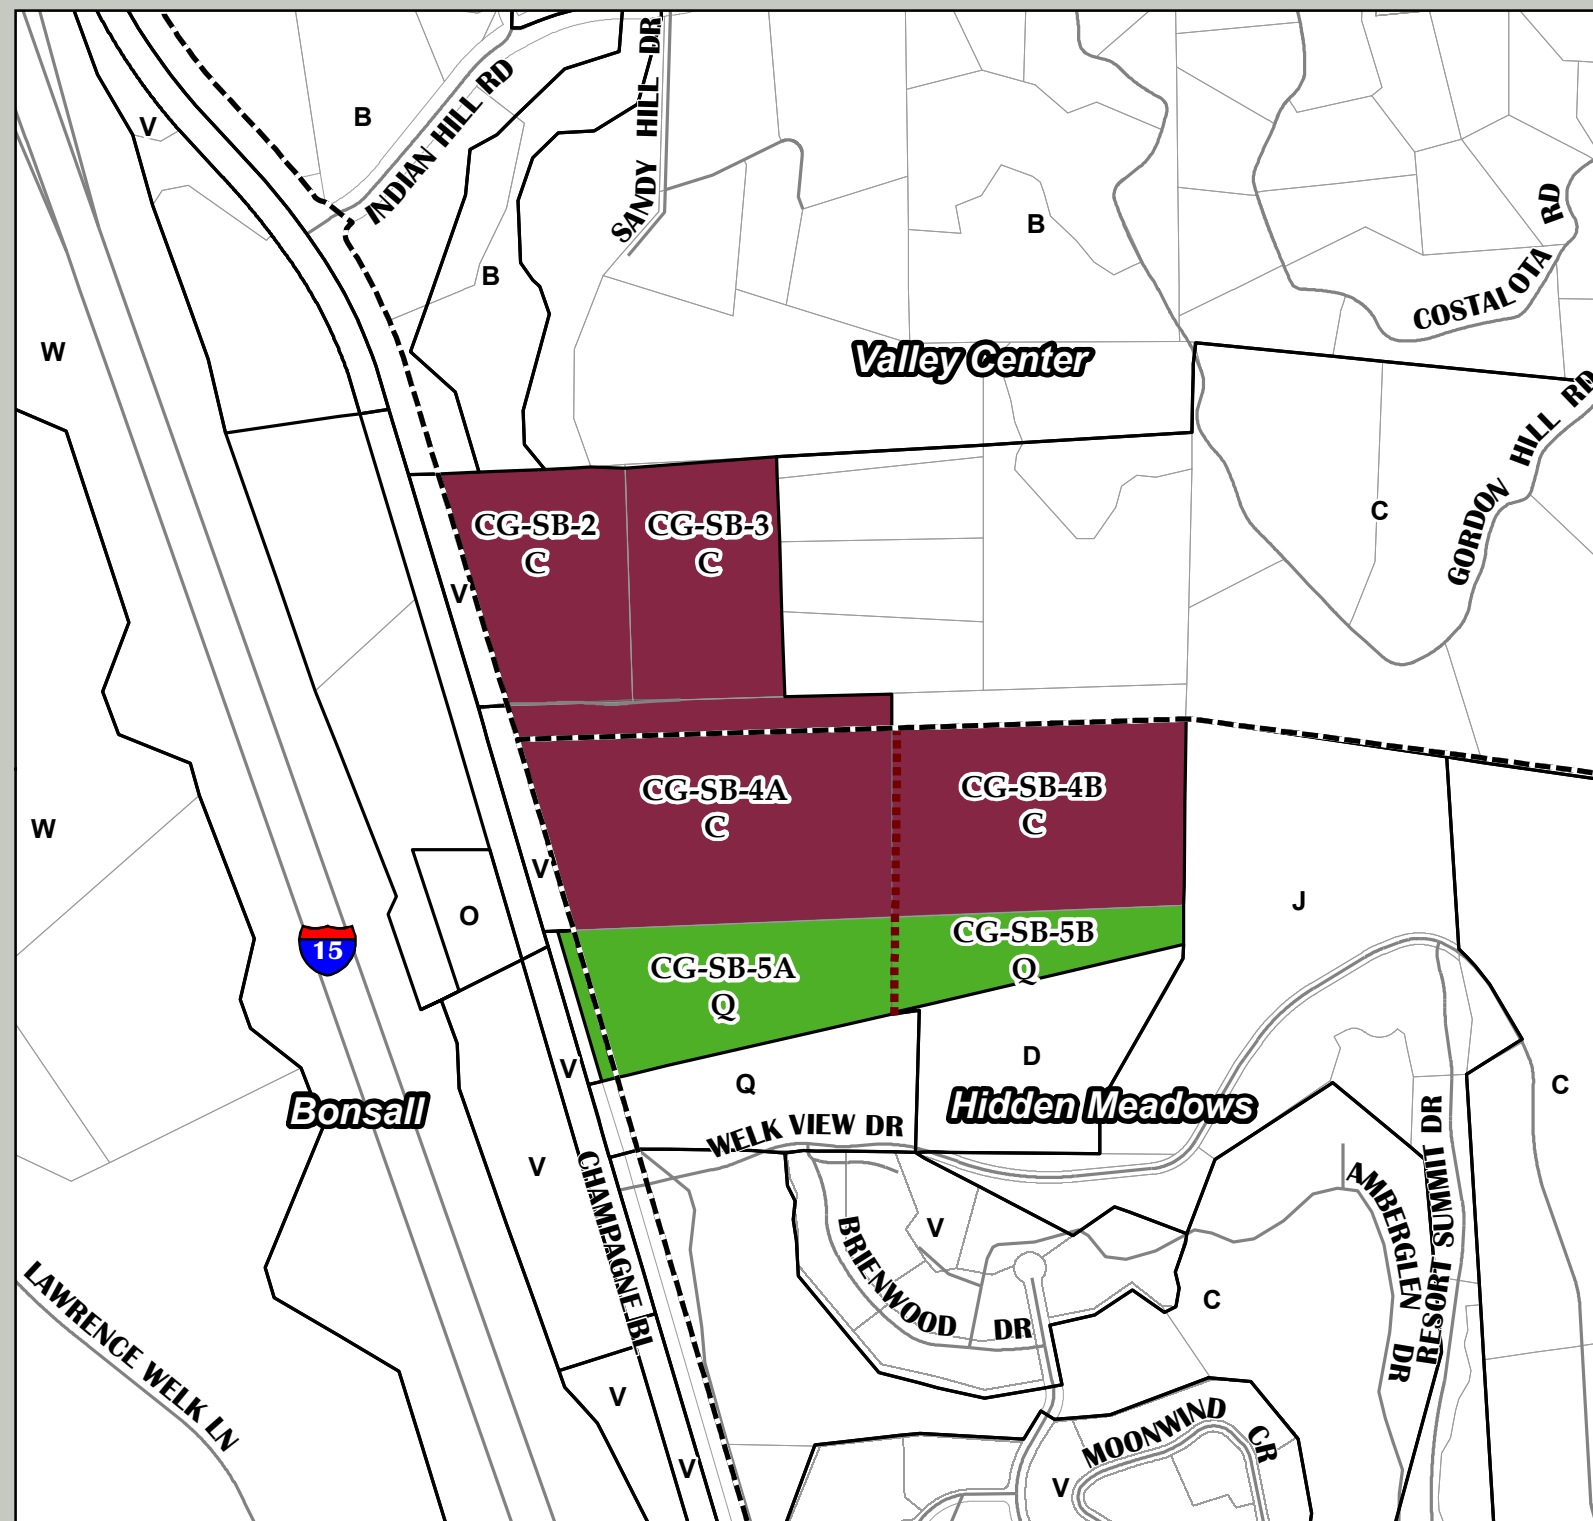 INDIAN HILL RD
SANDY HILL DR
V
B
B
B
W
Valley Center
COSTALOTA RD
GORDON HILL RD
C
CG-SB-2
C
CG-SB-3
C
V
CG-SB-4A
C
CG-SB-4B
C
W
V
O
J
15
CG-SB-5A
Q
CG-SB-5B
Q
V
Q
D
Bonsall
Hidden Meadows
C
WELK VIEW DR
V
CHAMPAGNE BL
BRIENWOOD DR
V
C
AMBERGLEN DR
RESORT SUMMIT DR
LAWRENCE WELK LN
V
V
MOONWIND CR
V